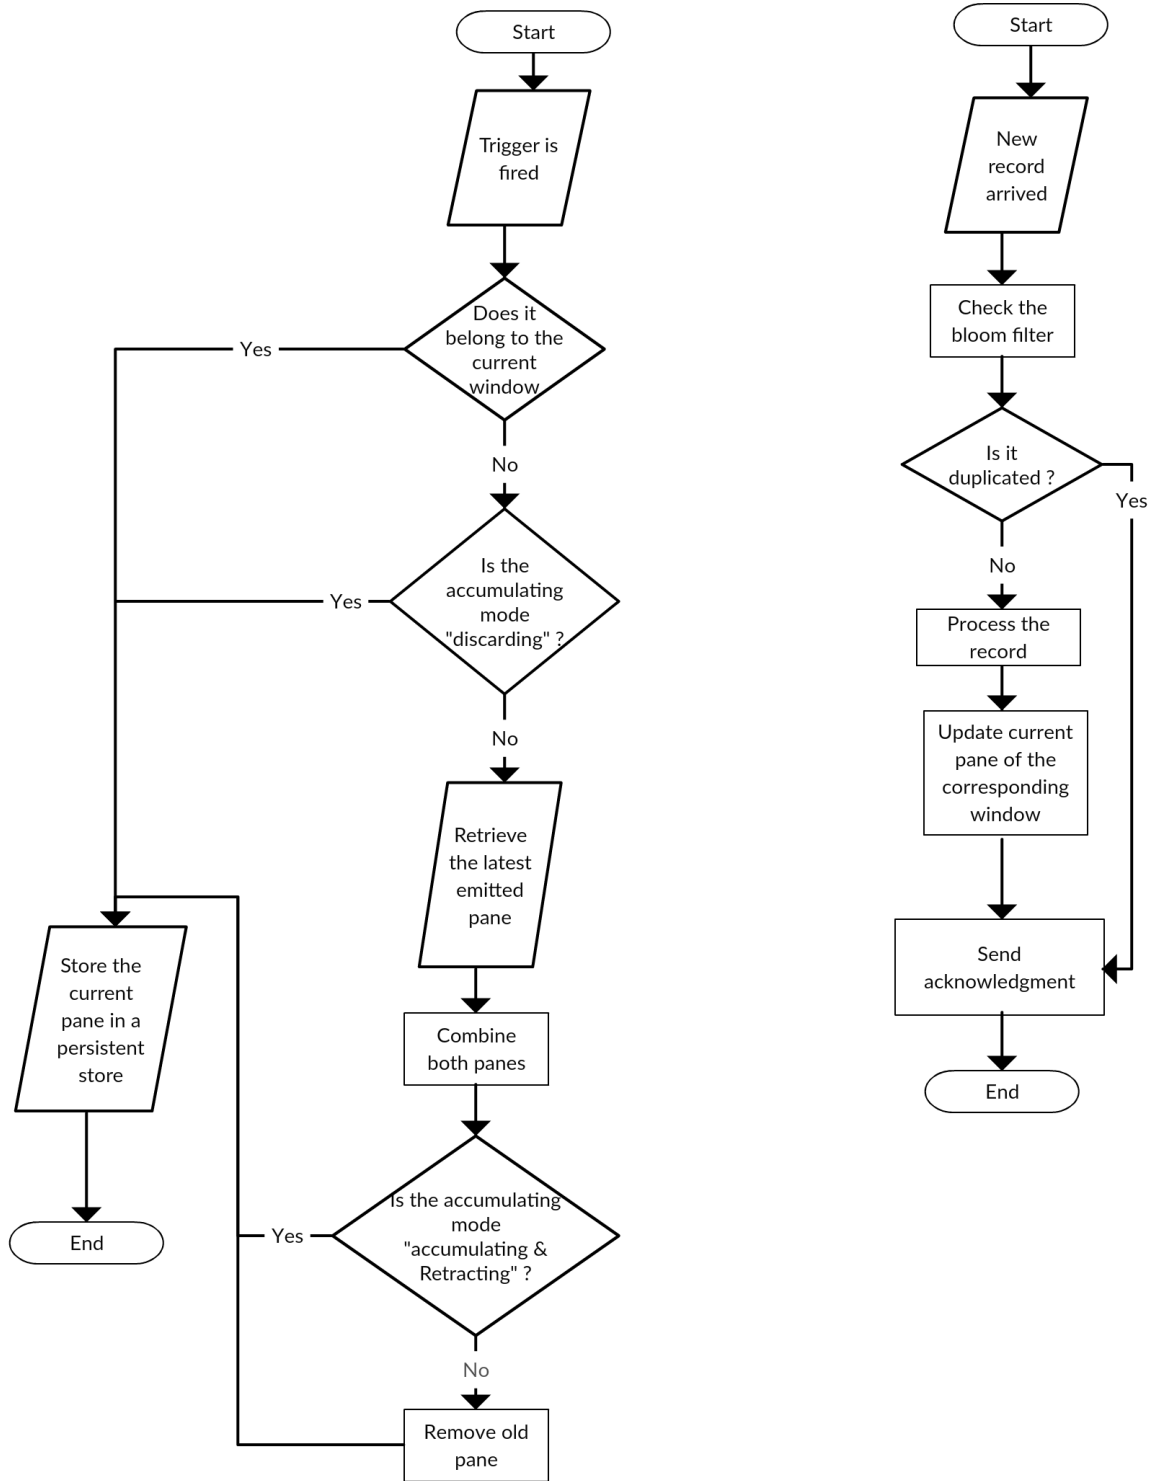 Start
Trigger is
fired
Does it
belong to the
current
window
Yes
No
Is the
accumulating
mode
"discarding" ?
Yes
No
Retrieve
the latest
emitted
pane
Store the
current
pane in a
persistent
store
End
Combine
both panes
Is the accumulating
mode
"accumulating &
Retracting" ?
Yes
No
Remove old
pane
Start
New
record
arrived
Check the
bloom filter
Is it
duplicated ?
Yes
No
Process the
record
Update current
pane of the
corresponding
window
Send
acknowledgment
End